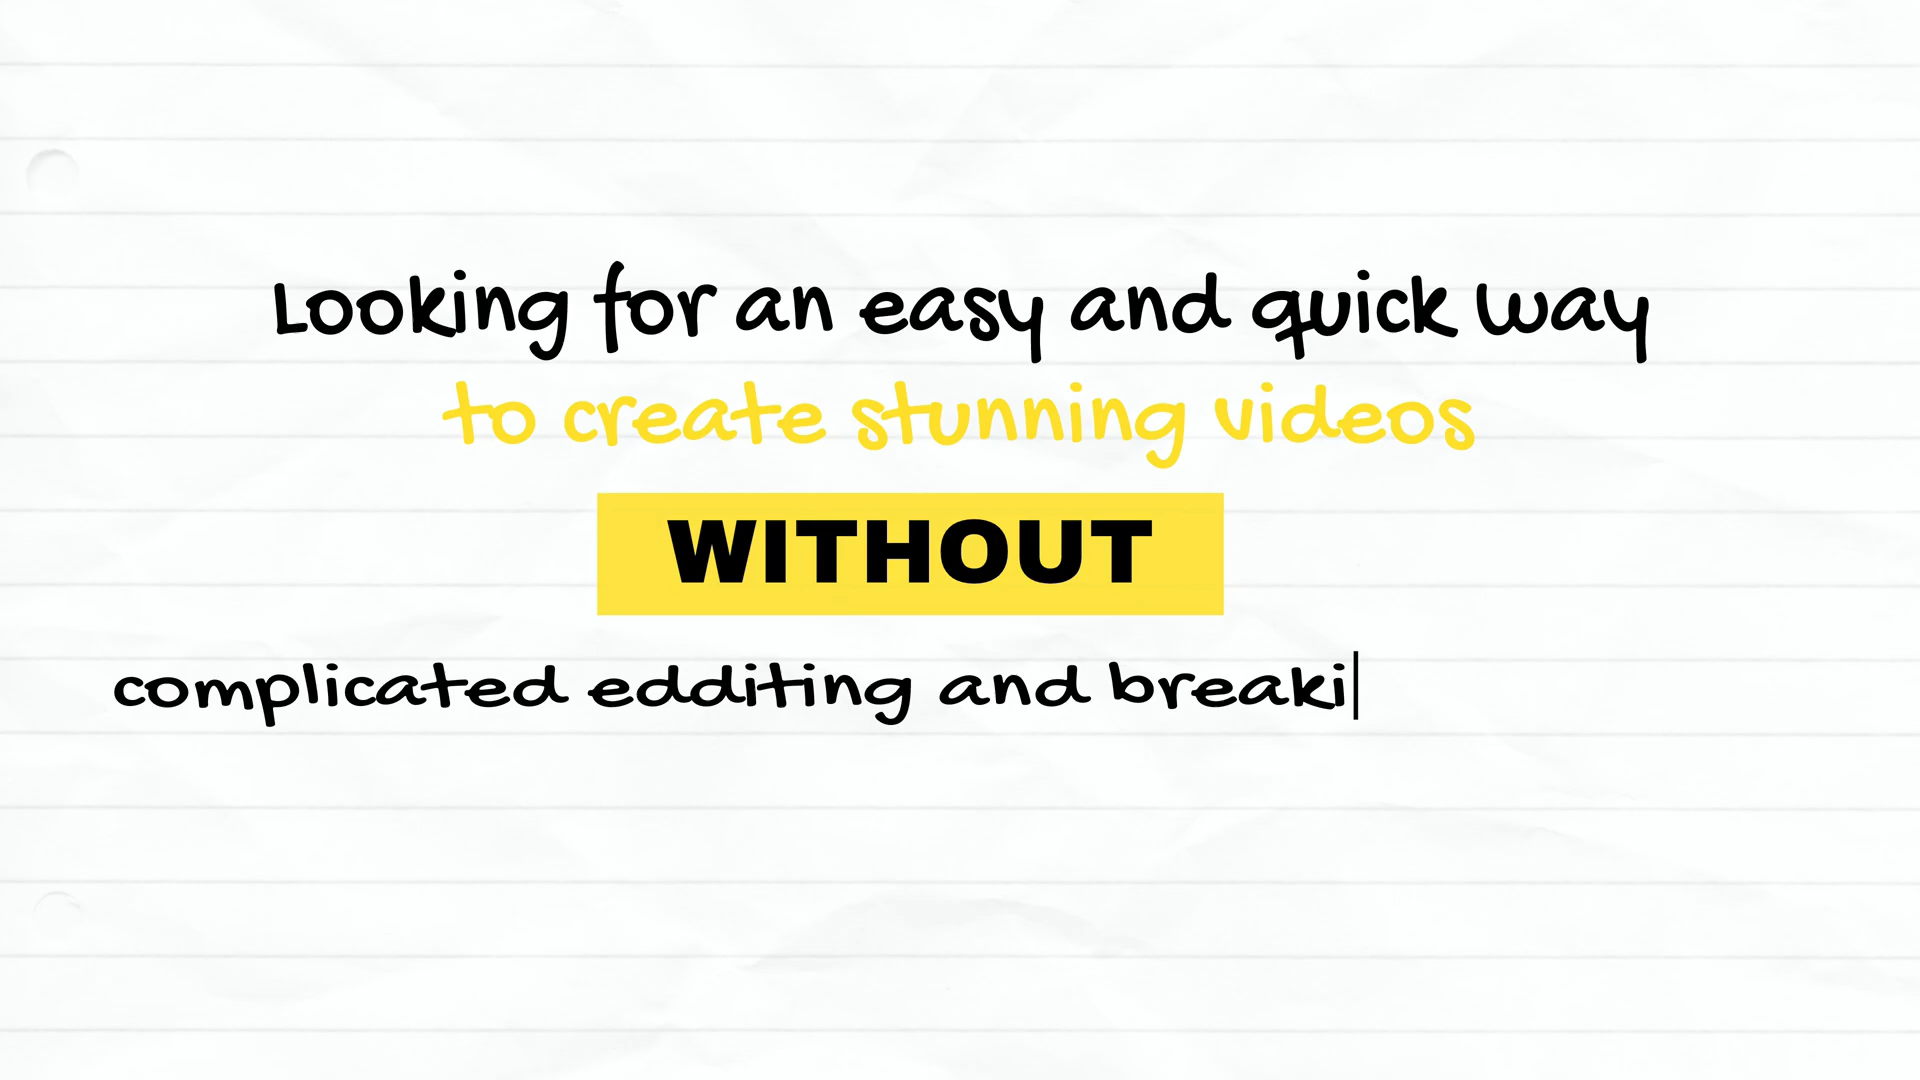 Looking for an easy and quick way
to create stunning videos
WITHOUT
complicated edditing and breaki